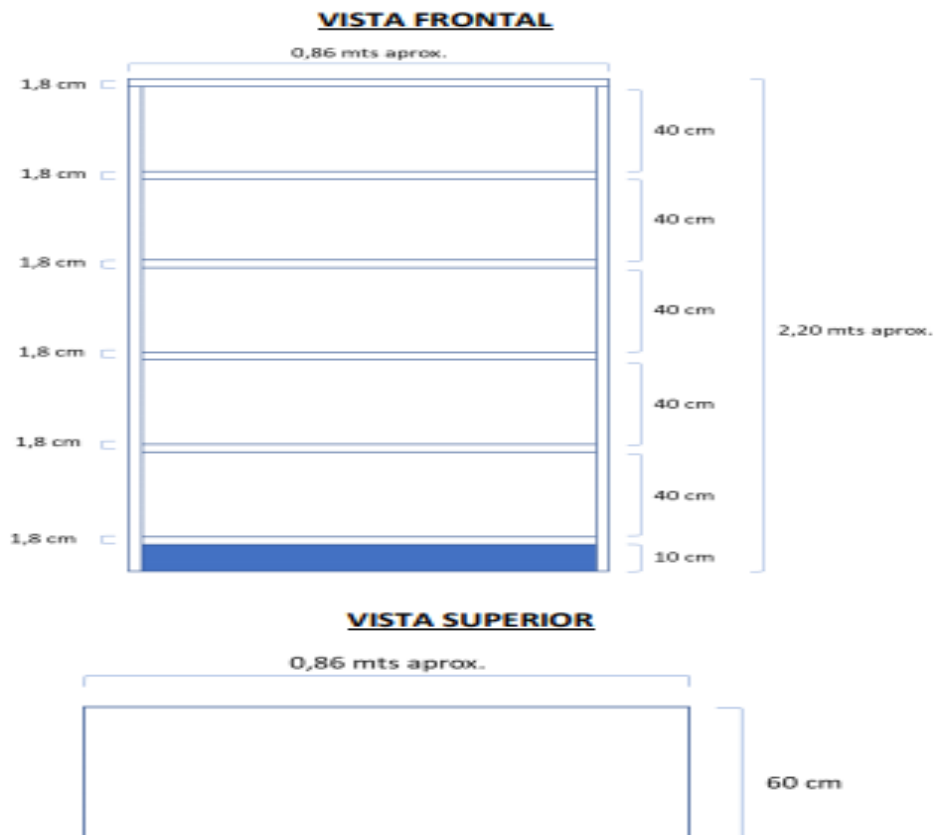 VISTA FRONTAL
0,86 mts aprox.
1,8 cm
40 cm
1,8 cm
40 cm
1,8 cm
40 cm
2,20 mts aprox.
1,8 cm
40 cm
1,8 cm
40 cm
1,8 cm
10 cm
VISTA SUPERIOR
0,86 mts aprox.
60 cm